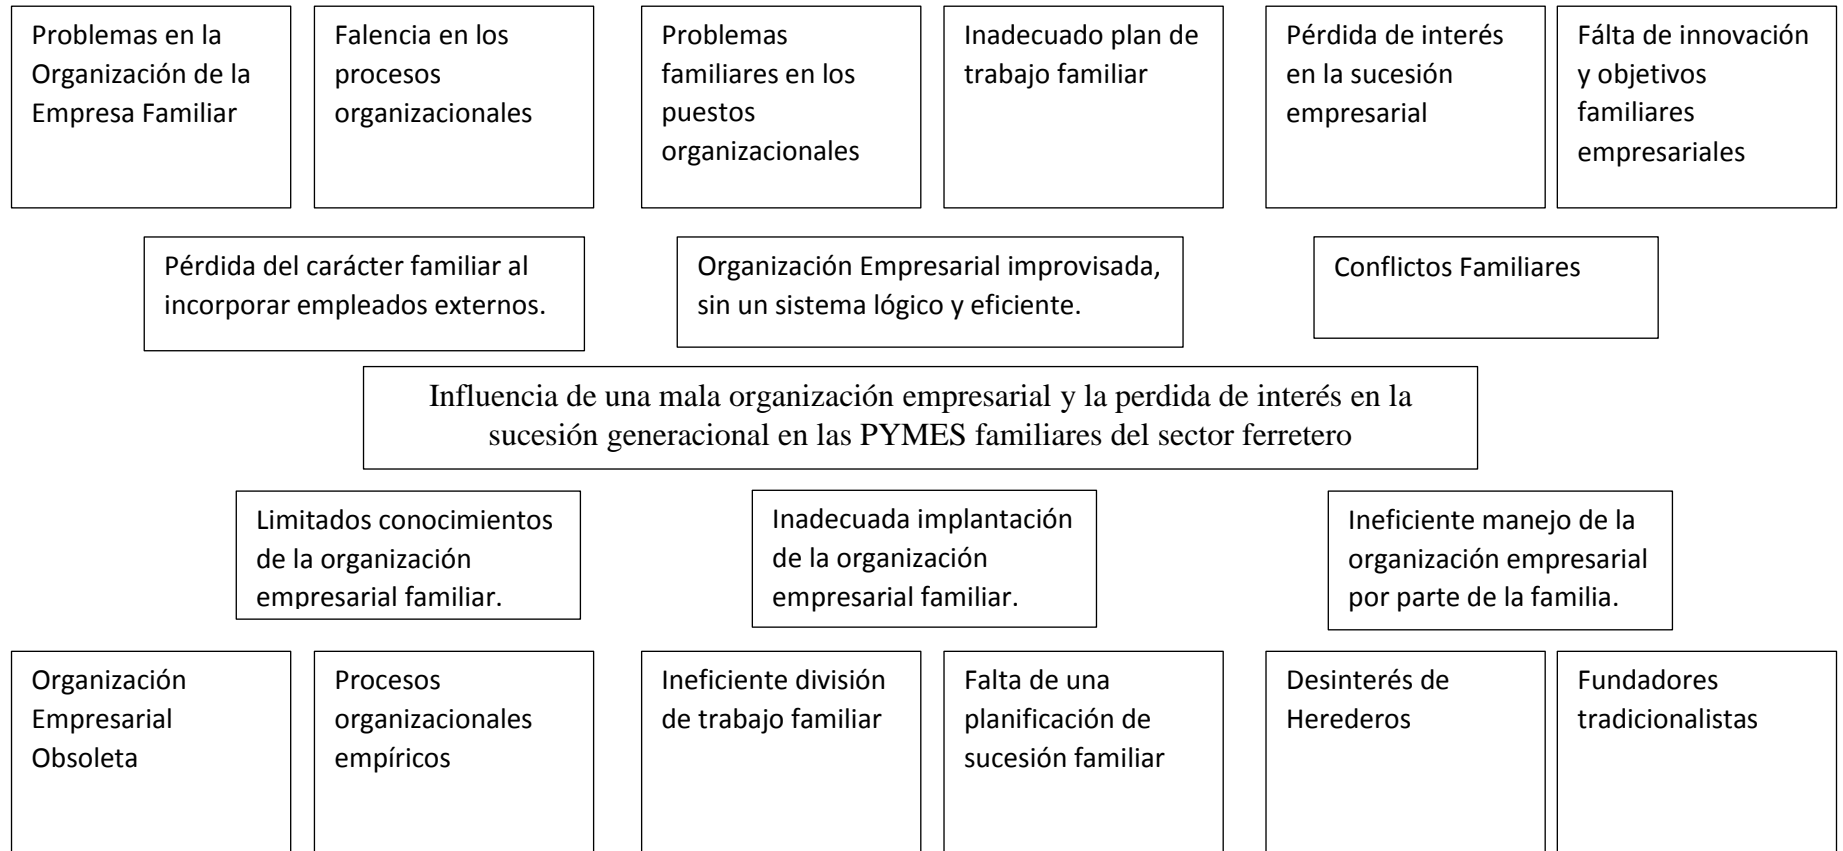 Problemas en la
Organización de la
Empresa Familiar
Falencia en los
procesos
organizacionales
Problemas
familiares en los
puestos
organizacionales
Inadecuado plan de
trabajo familiar
Pérdida de interés
en la sucesión
empresarial
Fálta de innovación
y objetivos
familiares
empresariales
Pérdida del carácter familiar al
incorporar empleados externos.
Organización Empresarial improvisada,
sin un sistema lógico y eficiente.
Conflictos Familiares
Influencia de una mala organización empresarial y la perdida de interés en la
sucesión generacional en las PYMES familiares del sector ferretero
Limitados conocimientos
de la organización
empresarial familiar.
Inadecuada implantación
de la organización
empresarial familiar.
Ineficiente manejo de la
organización empresarial
por parte de la familia.
Organización
Empresarial
Obsoleta
Procesos
organizacionales
empíricos
Ineficiente división
de trabajo familiar
Falta de una
planificación de
sucesión familiar
Desinterés de
Herederos
Fundadores
tradicionalistas